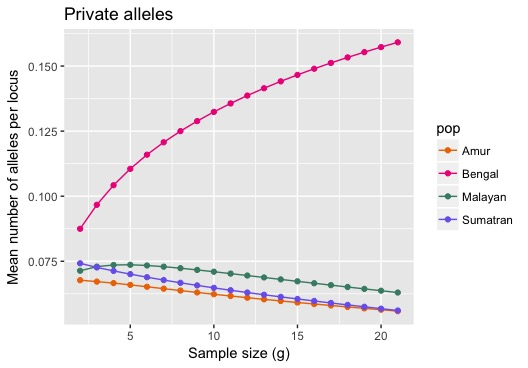 Private alleles
Mean number of alleles per locus
0.150
0.125
0.100
0.075
5
10
15
20
Sample size (g)
pop
Amur
Bengal
Malayan
Sumatran